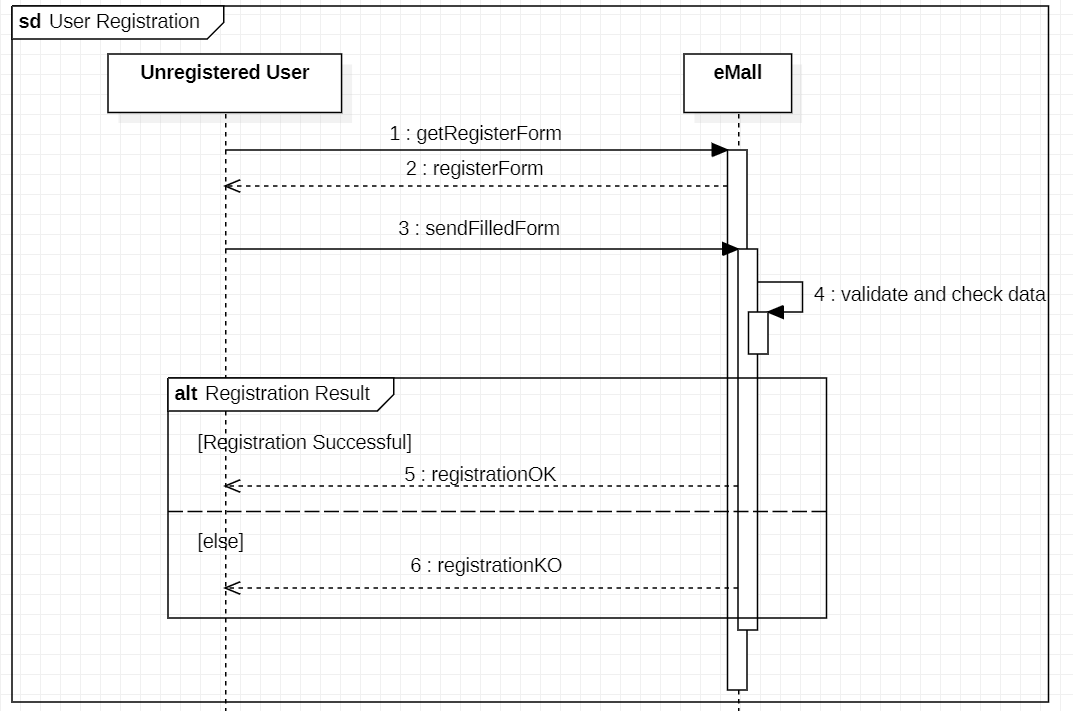 sd User Registration
Unregistered User
eMall
1 : getRegisterForm
2 : registerForm
3 : sendFilledForm
4 : validate and check data
alt Registration Result
[Registration Successful]
5 : registrationOK
[else]
6 : registrationKO